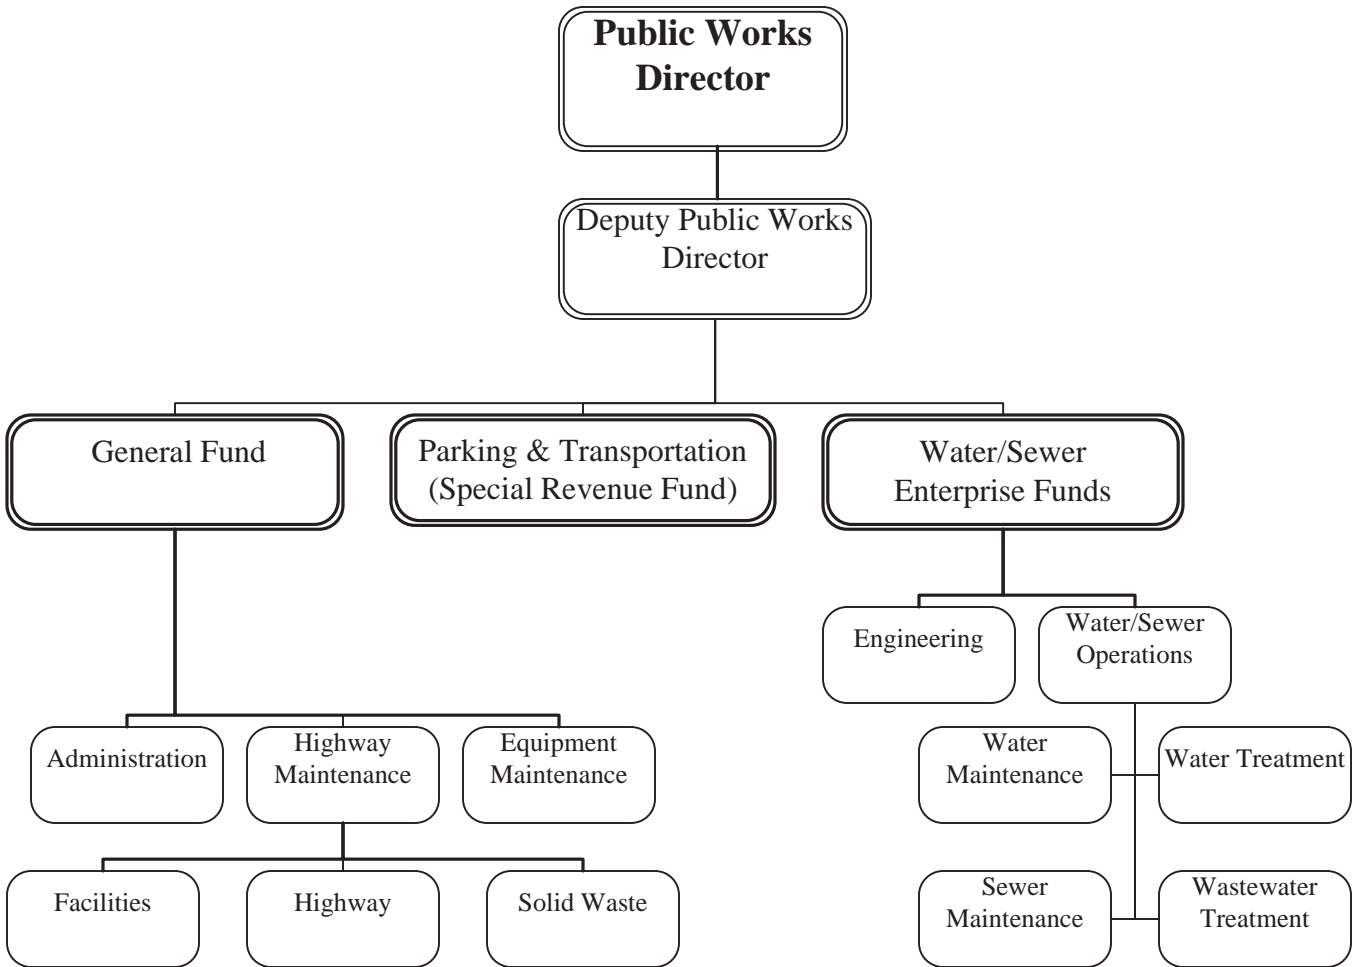 Public Works
Director
Deputy Public Works
Director
General Fund
Parking & Transportation
(Special Revenue Fund)
Water/Sewer
Enterprise Funds
Engineering
Water/Sewer
Operations
Administration
Highway
Maintenance
Equipment
Maintenance
Water
Maintenance
Water Treatment
Facilities
Highway
Solid Waste
Sewer
Maintenance
Wastewater
Treatment